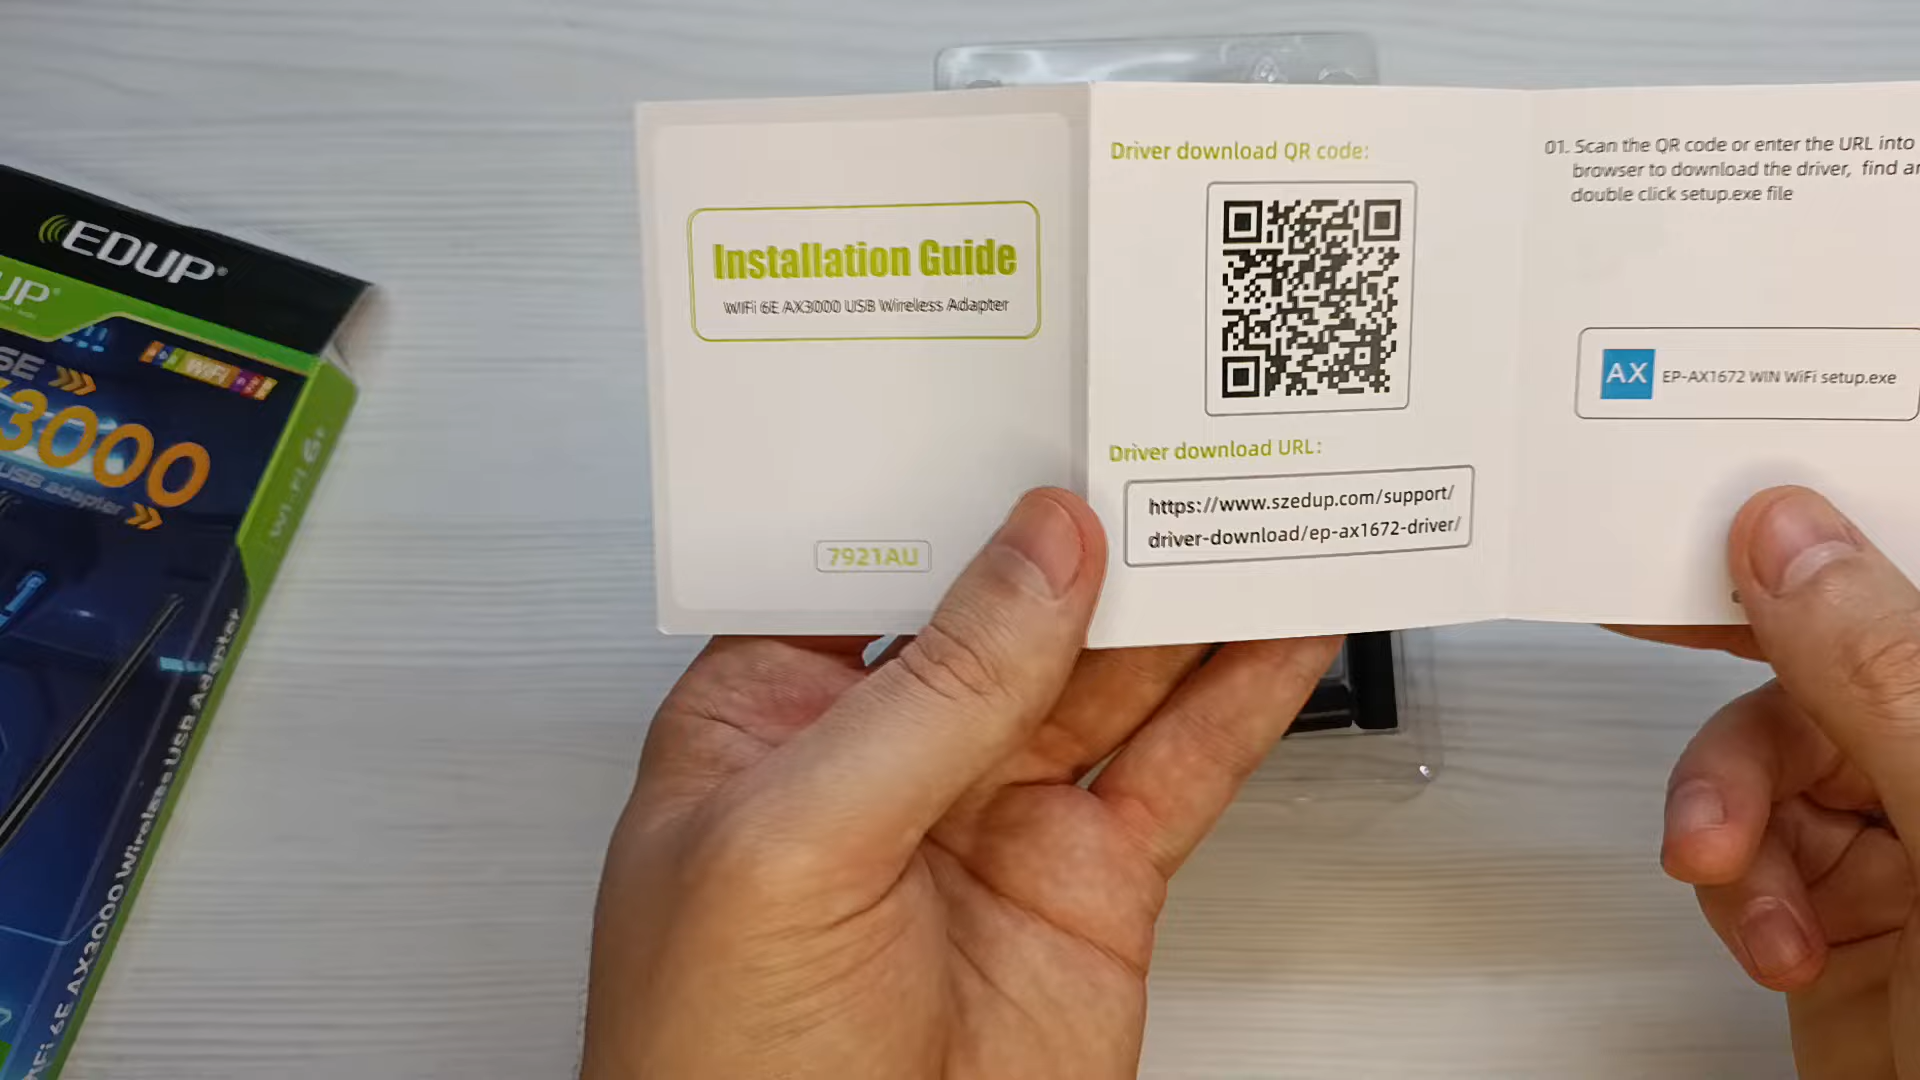 EDUP
UP
SE
3000
USB adapter
WiFi
Wi-Fi 6E
WiFi 6E AX3000 Wireless USB Adapter
Installation Guide
WIFi 6E AX3000 USB Wireless Adapter
7921AU
Driver download QR code:
Driver download URL:
https://www.szedup.com/support/
driver-download/ep-ax1672-driver/
01. Scan the QR code or enter the URL into
browser to download the driver, find
double click setup.exe file
AX
EP-AX1672 WIN WiFi setup.exe